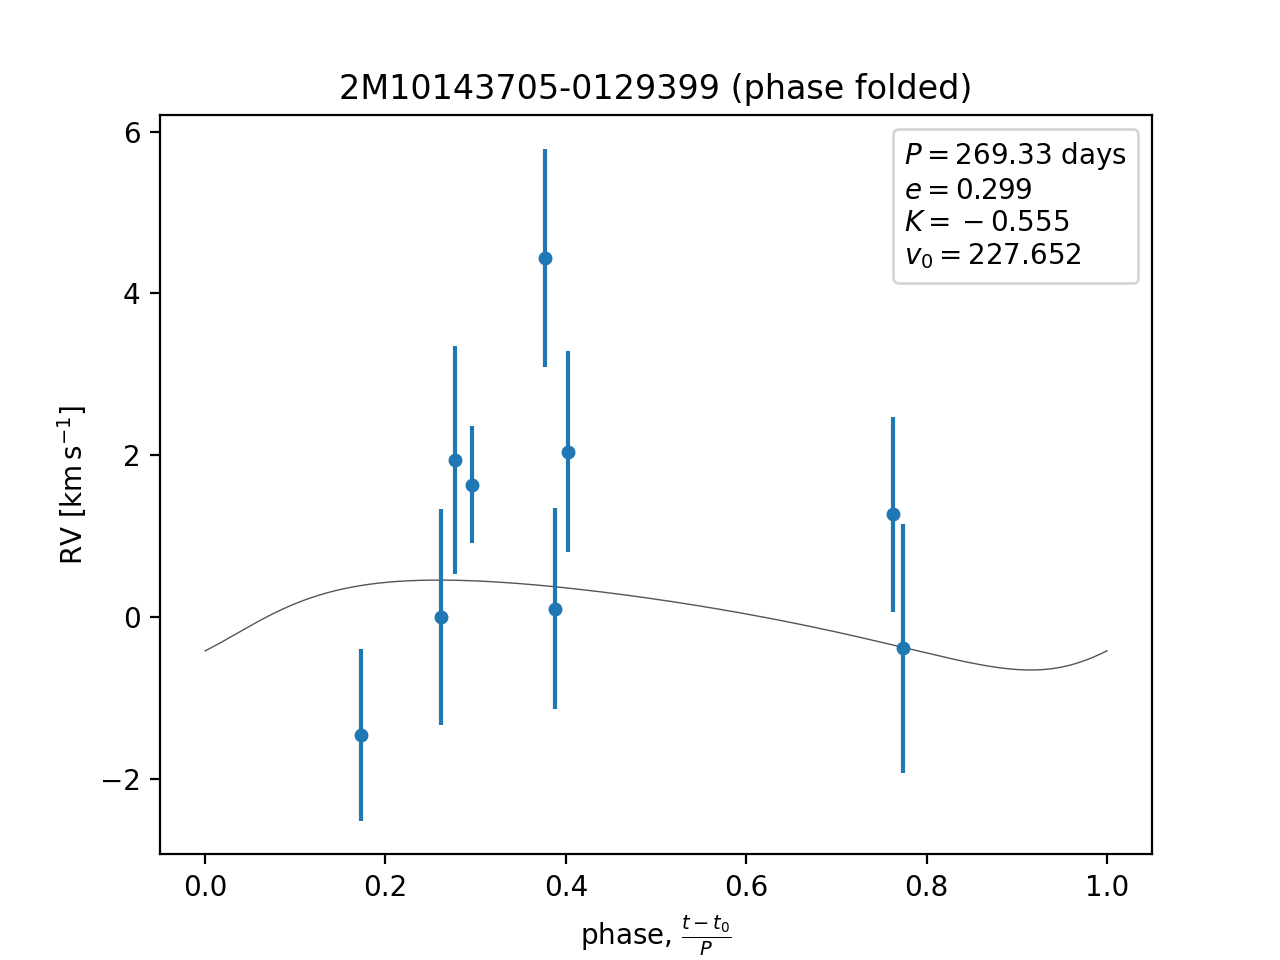 2M10143705-0129399 (phase folded)
P = 269.33 days
e = 0.299
K = −0.555
v₀ = 227.652
RV [km s⁻¹]
6
4
2
0
−2
0.0 0.2 0.4 0.6 0.8 1.0
phase, (t − t₀)/P